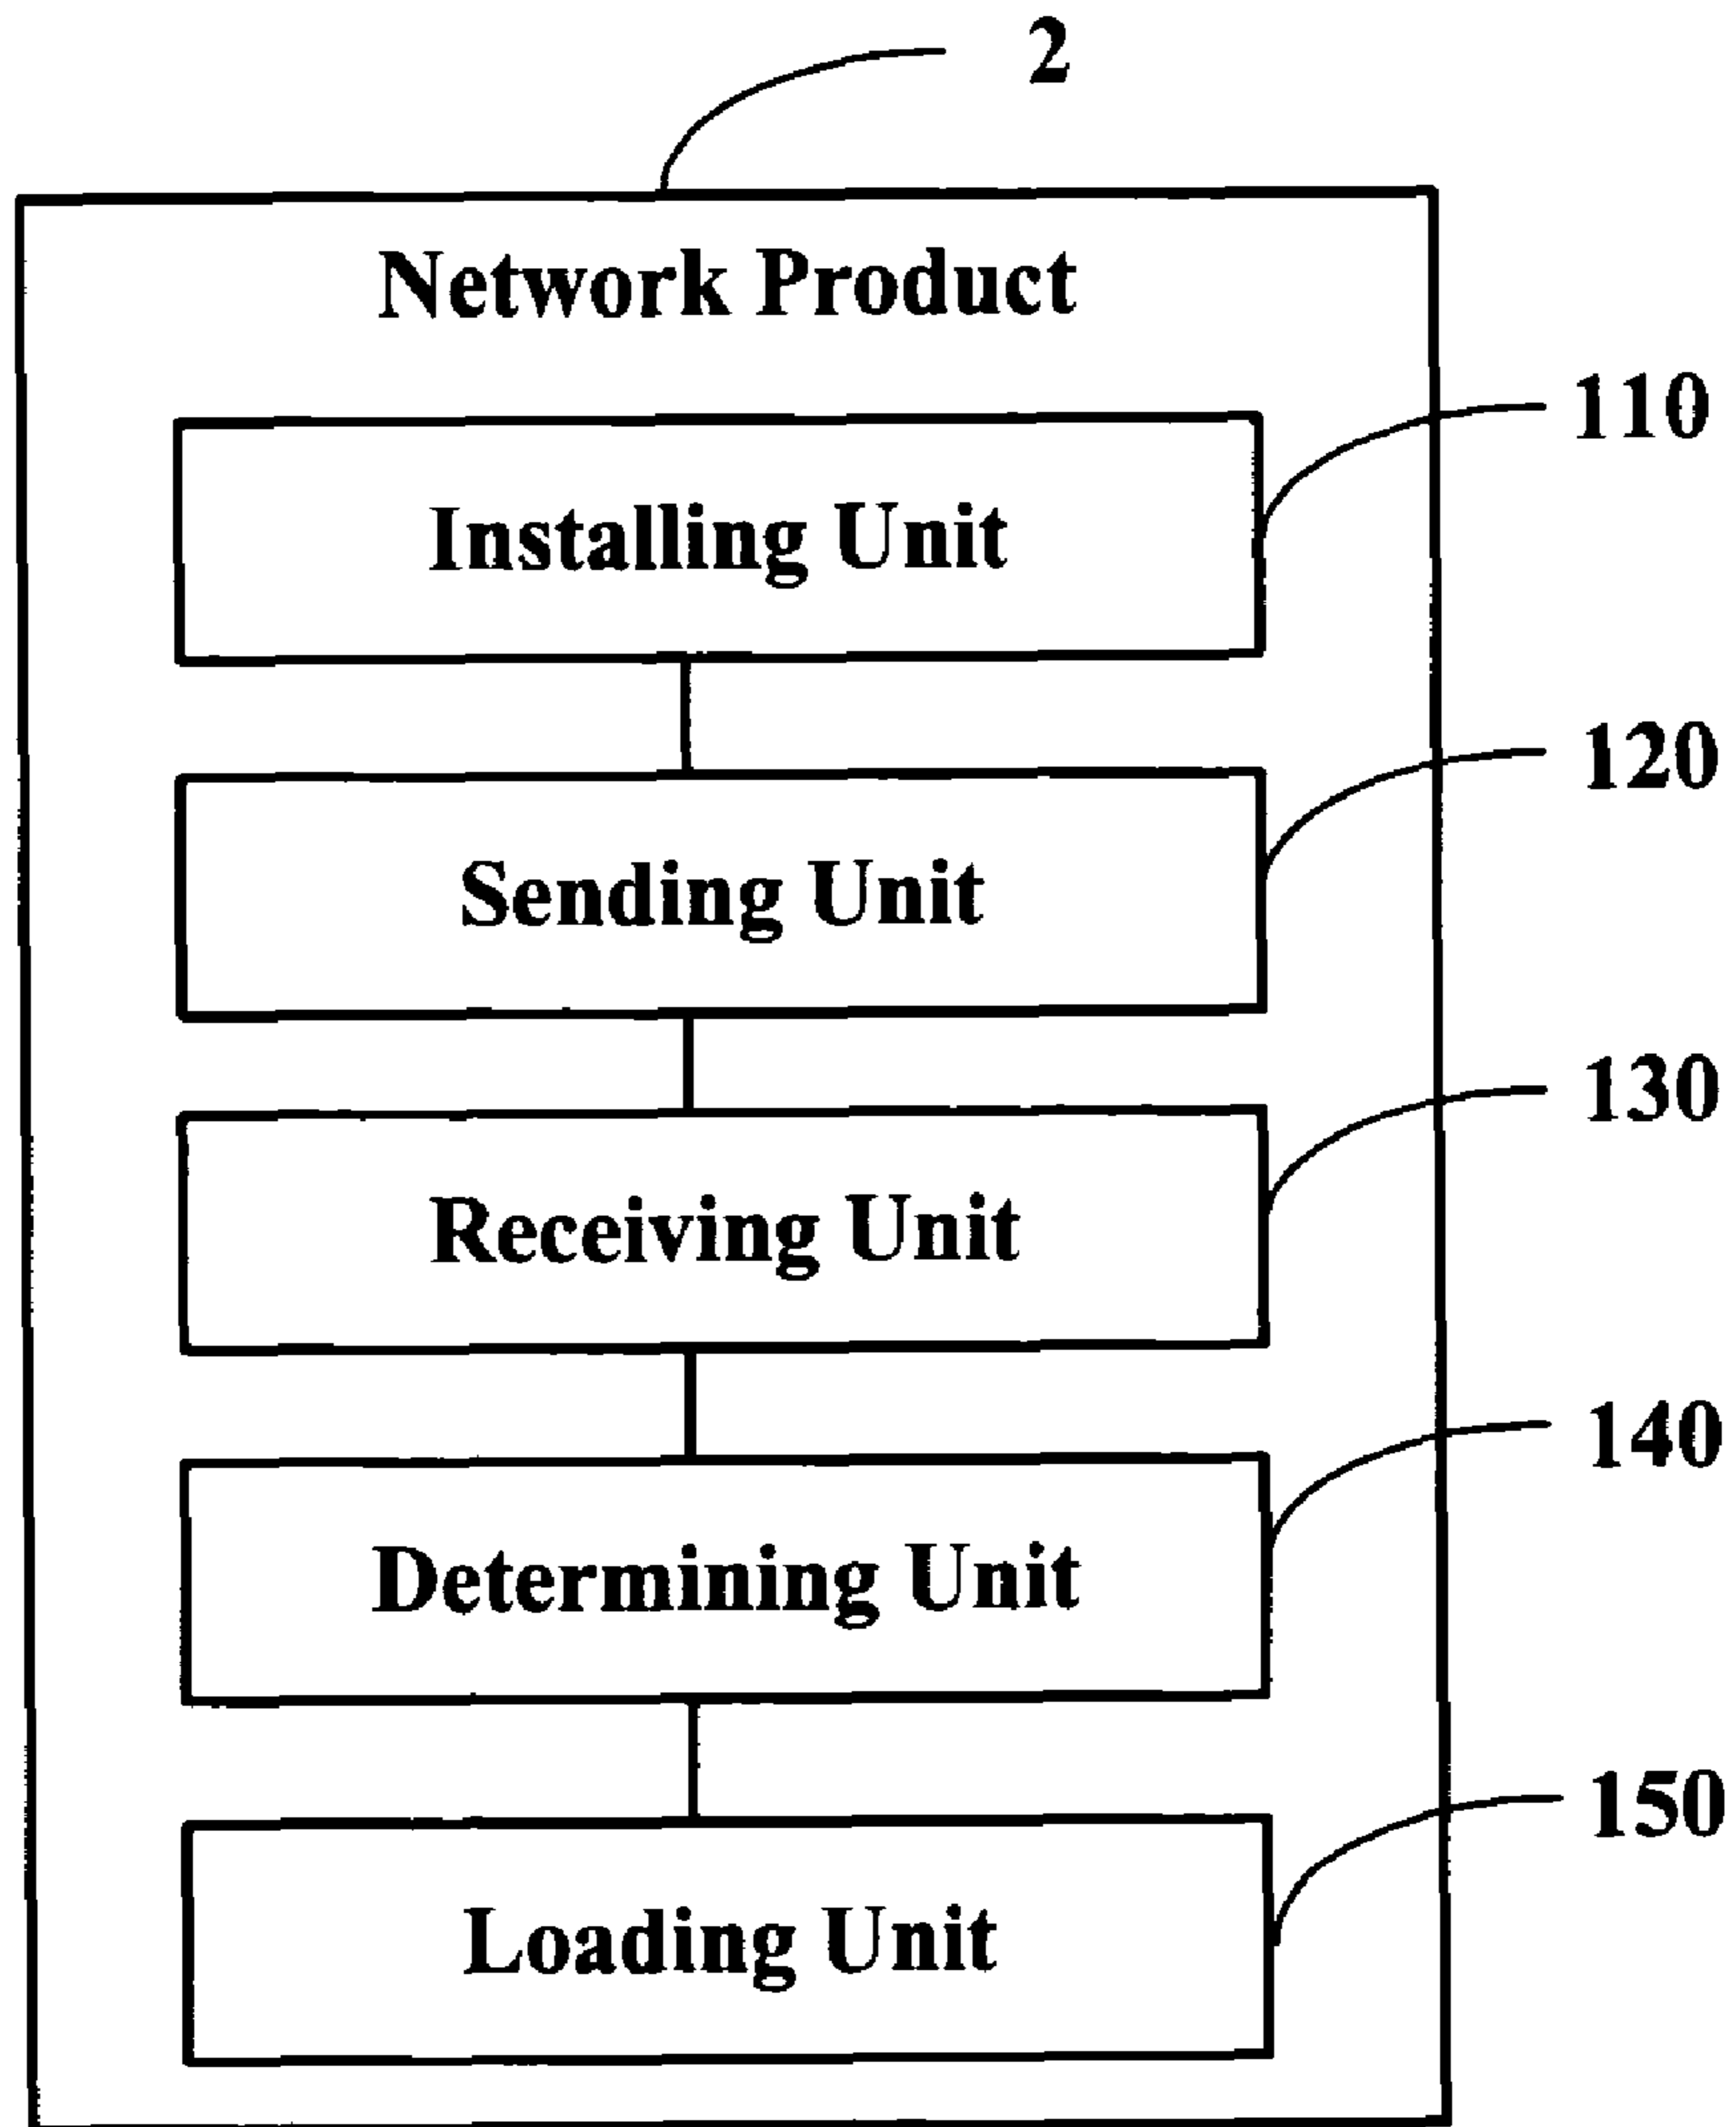 2
Network Product
110
Installing Unit
120
Sending Unit
130
Receiving Unit
140
Determining Unit
150
Loading Unit